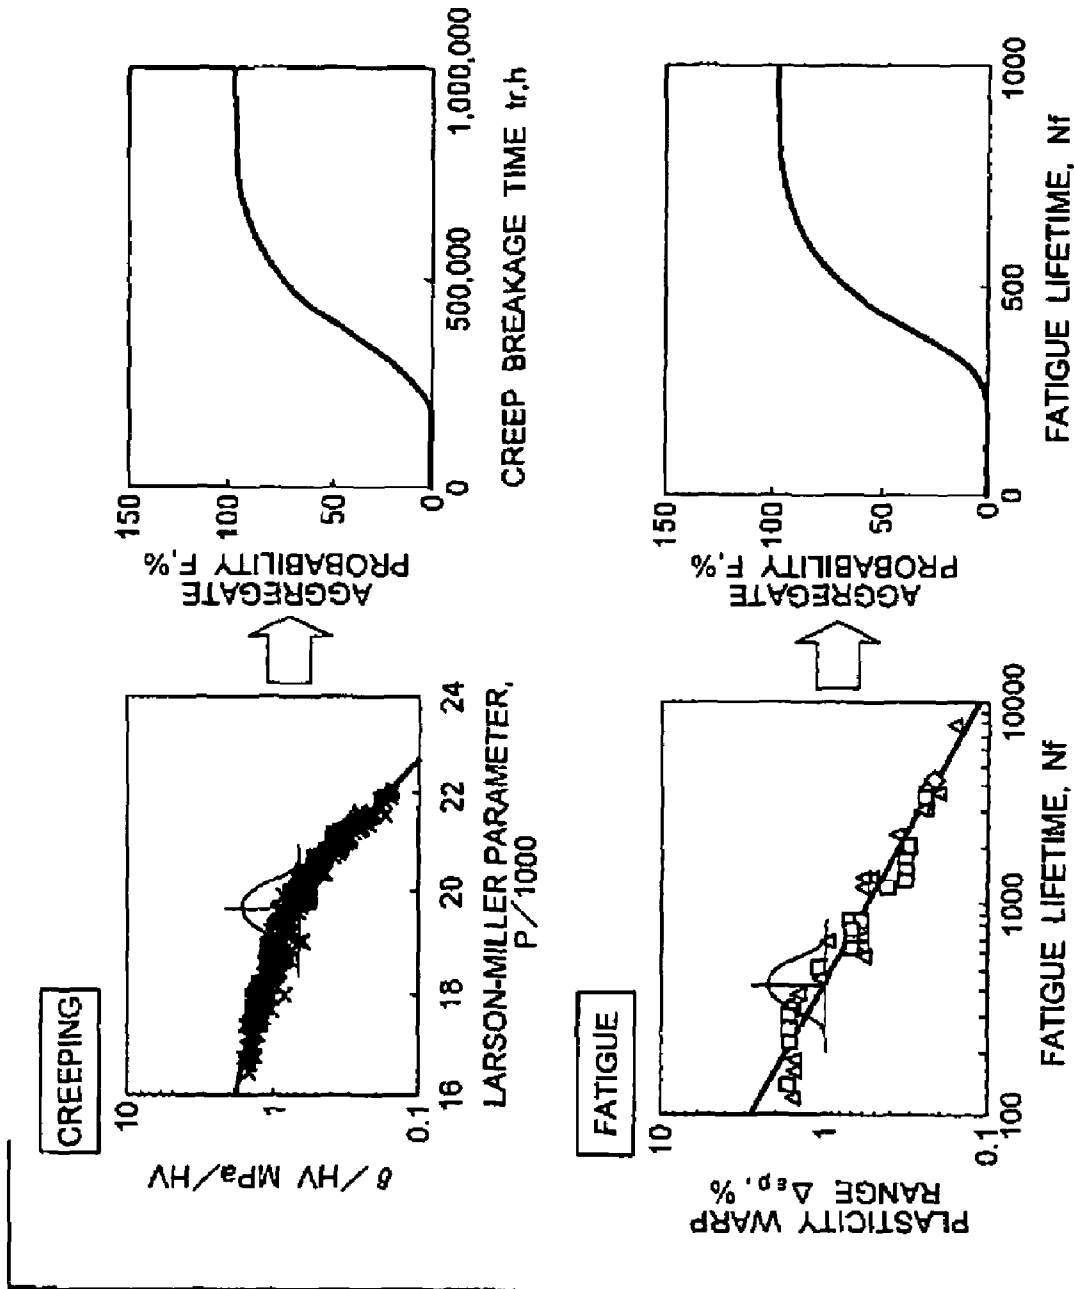 CREEPING
10
1
0.1
δ/HV MPa/HV
16
18
20
22
24
LARSON-MILLER PARAMETER,
P/1000
150
100
50
0
AGGREGATE
PROBABILITY F,%
0
500,000
1,000,000
CREEP BREAKAGE TIME tr,h
FATIGUE
10
1
0.1
PLASTICITY WARP
RANGE Δεp, %
100
1000
10000
FATIGUE LIFETIME, Nf
150
100
50
0
AGGREGATE
PROBABILITY F,%
0
500
1000
FATIGUE LIFETIME, Nf